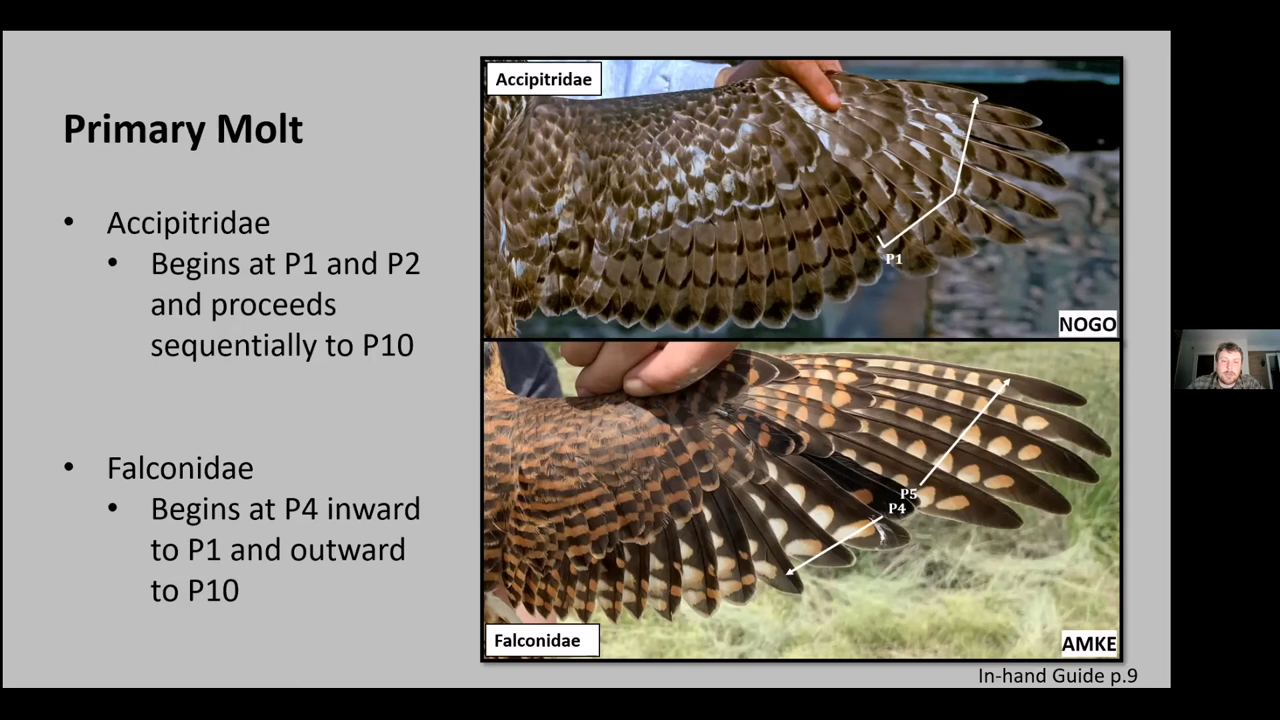 Primary Molt
• Accipitridae
• Begins at P1 and P2
and proceeds
sequentially to P10
• Falconidae
• Begins at P4 inward
to P1 and outward
to P10
Accipitridae
P1
NOGO
P5
P4
Falconidae
AMKE
In-hand Guide p.9